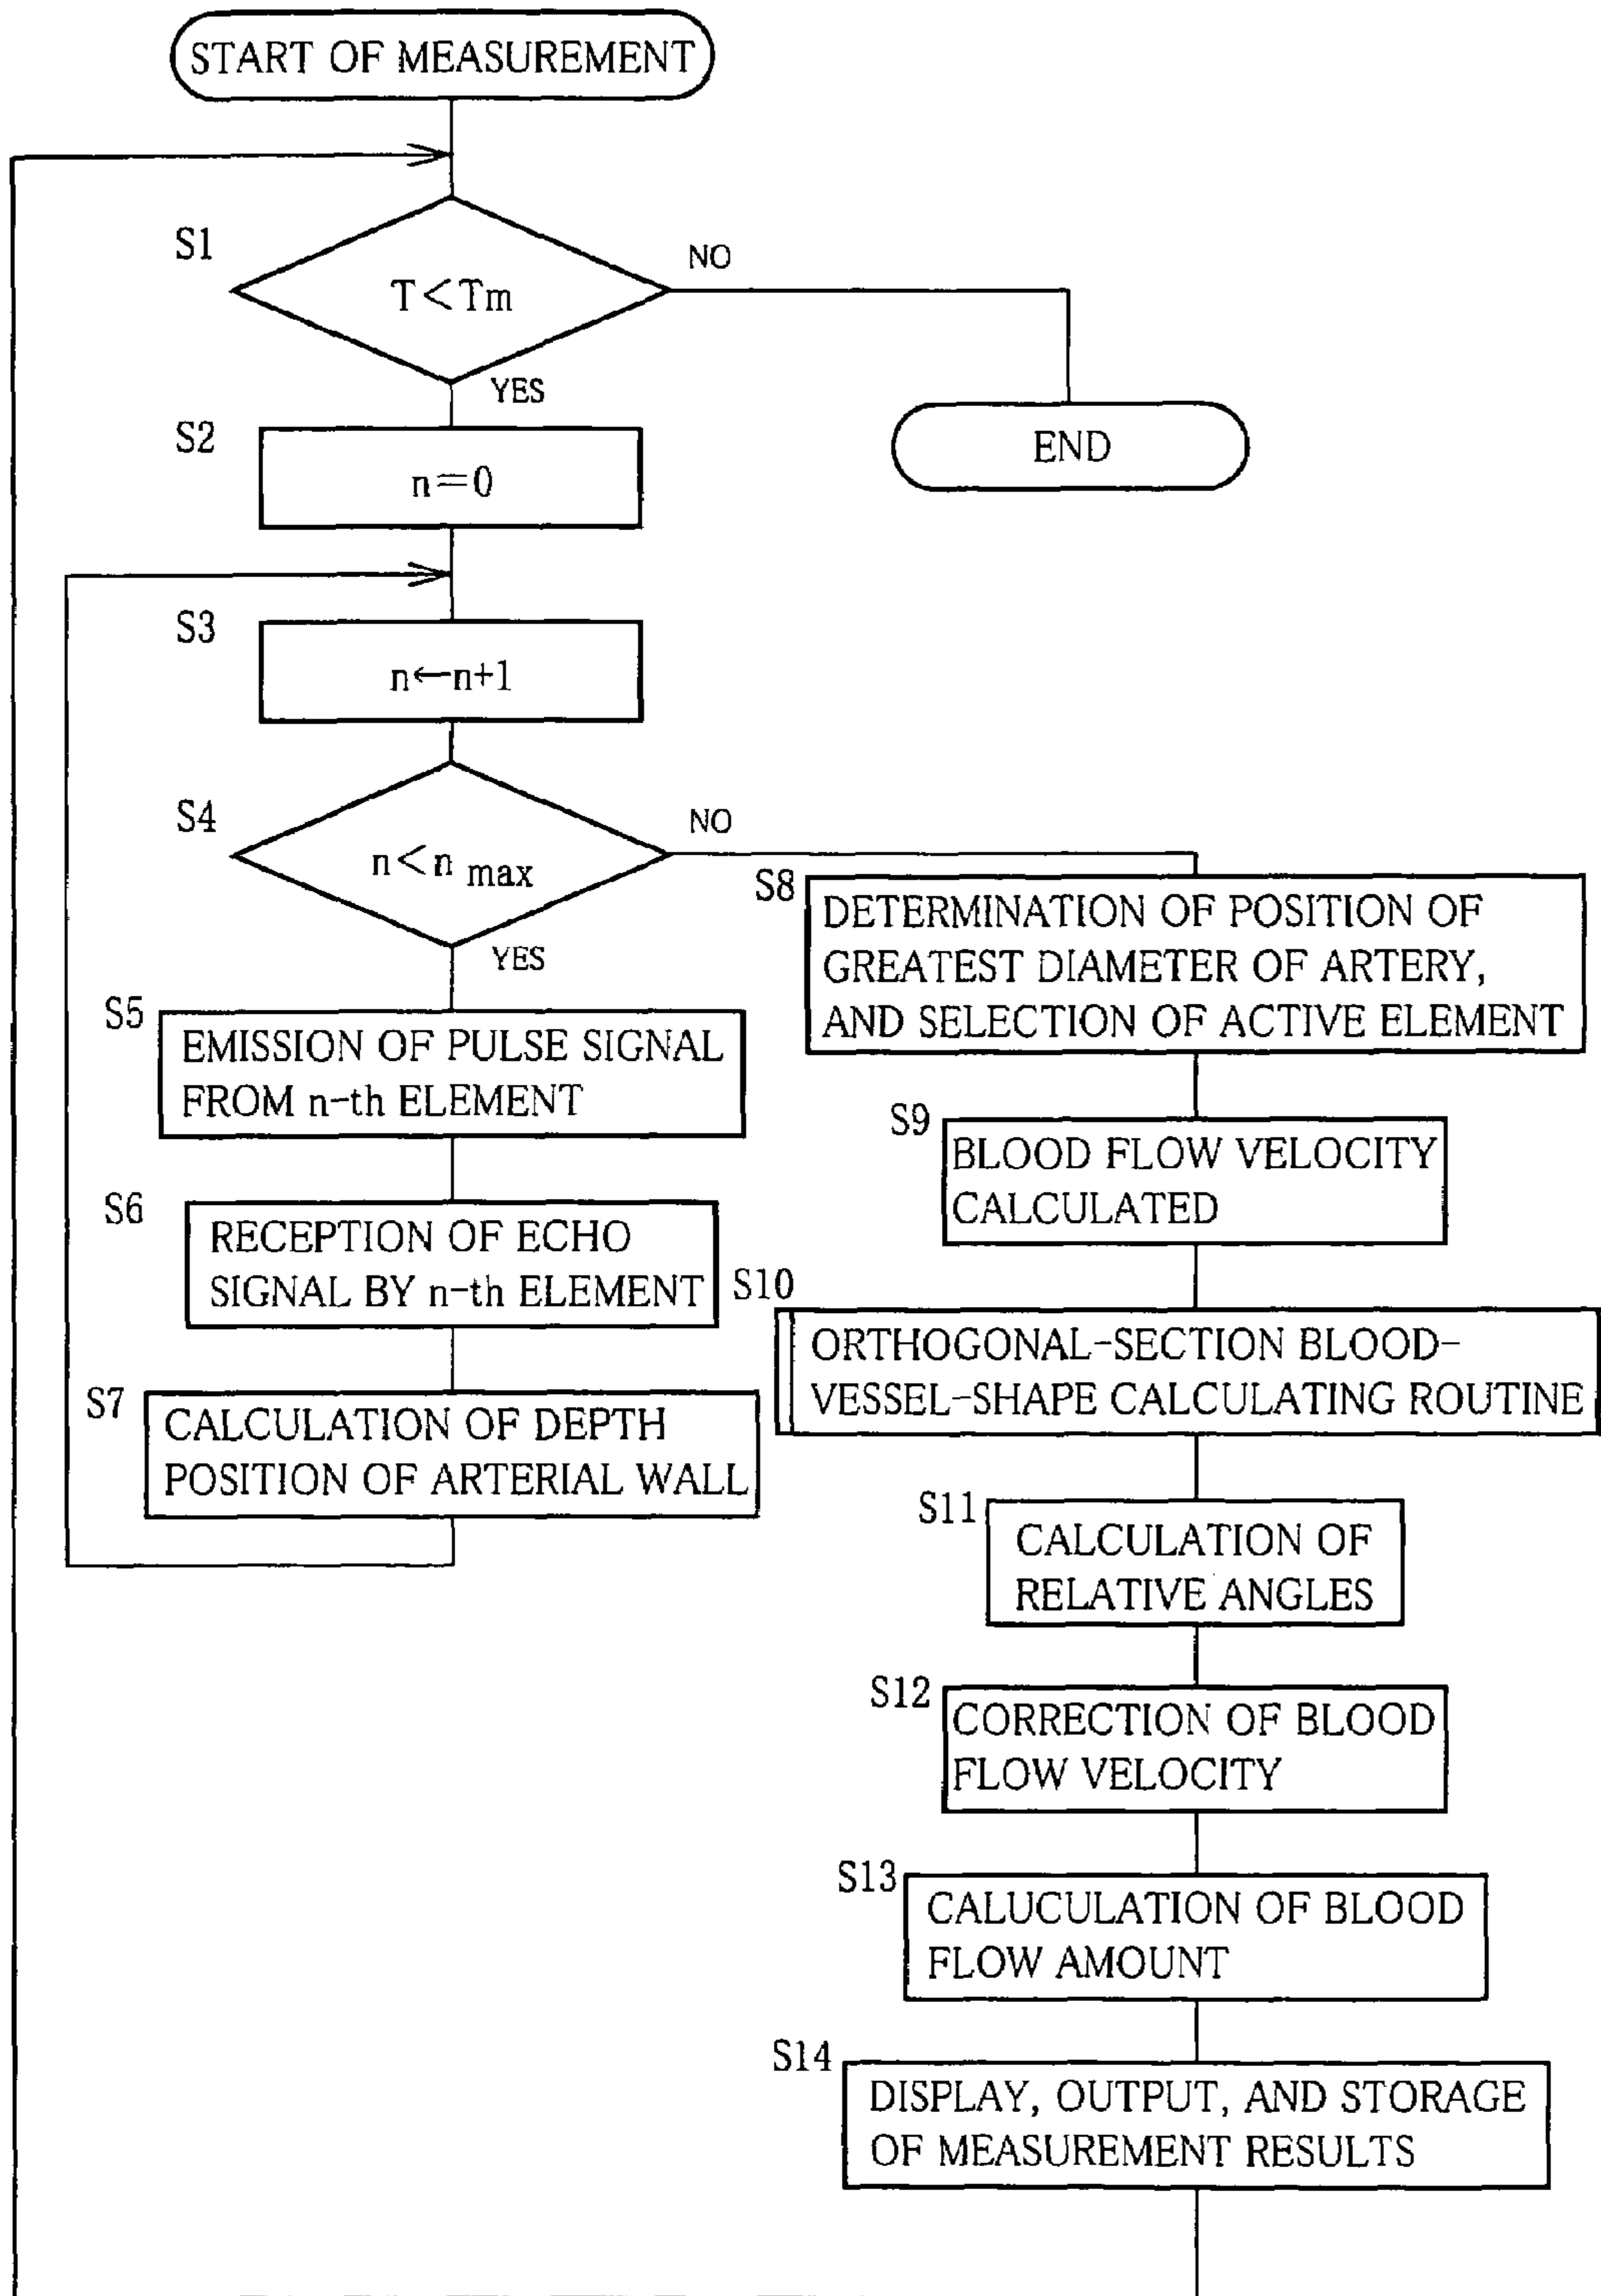 START OF MEASUREMENT
S1
T<Tm
NO
YES
END
S2
n=0
S3
n←n+1
S4
n<n max
NO
YES
S5
EMISSION OF PULSE SIGNAL
FROM n-th ELEMENT
S6
RECEPTION OF ECHO
SIGNAL BY n-th ELEMENT
S7
CALCULATION OF DEPTH
POSITION OF ARTERIAL WALL
S8
DETERMINATION OF POSITION OF
GREATEST DIAMETER OF ARTERY,
AND SELECTION OF ACTIVE ELEMENT
S9
BLOOD FLOW VELOCITY
CALCULATED
S10
ORTHOGONAL-SECTION BLOOD-
VESSEL-SHAPE CALCULATING ROUTINE
S11
CALCULATION OF
RELATIVE ANGLES
S12
CORRECTION OF BLOOD
FLOW VELOCITY
S13
CALUCULATION OF BLOOD
FLOW AMOUNT
S14
DISPLAY, OUTPUT, AND STORAGE
OF MEASUREMENT RESULTS